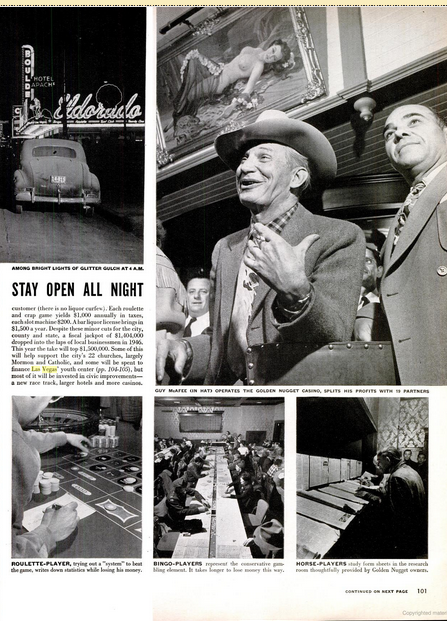 BOULDER
HOTEL
APACHE
Eldorado
AMONG BRIGHT LIGHTS OF GLITTER GULCH AT 4 A.M.
STAY OPEN ALL NIGHT
customer (there is no liquor curfew). Each roulette
and crap game yields $1,000 annually in taxes,
each slot machine $200. A bar liquor license brings in
$1,500 a year. Despite these minor cuts for the city,
county and state, a fiscal jackpot of $1,404,000
dropped into the laps of local businessmen in 1946.
This year the take will top $1,500,000. Some of this
will help support the city's 22 churches, largely
Mormon and Catholic, and some will be spent to
finance Las Vegas' youth center (pp. 104-105), but
most of it will be invested in civic improvements—
a new race track, larger hotels and more casinos.
GUY McAFEE (IN HAT) OPERATES THE GOLDEN NUGGET CASINO, SPLITS HIS PROFITS WITH 19 PARTNERS
ROULETTE-PLAYER, trying out a "system" to beat
the game, writes down statistics while losing his money.
BINGO-PLAYERS represent the conservative gam-
bling element. It takes longer to lose money this way.
HORSE-PLAYERS study form sheets in the research
room thoughtfully provided by Golden Nugget owners.
CONTINUED ON NEXT PAGE 101
Copyrighted material